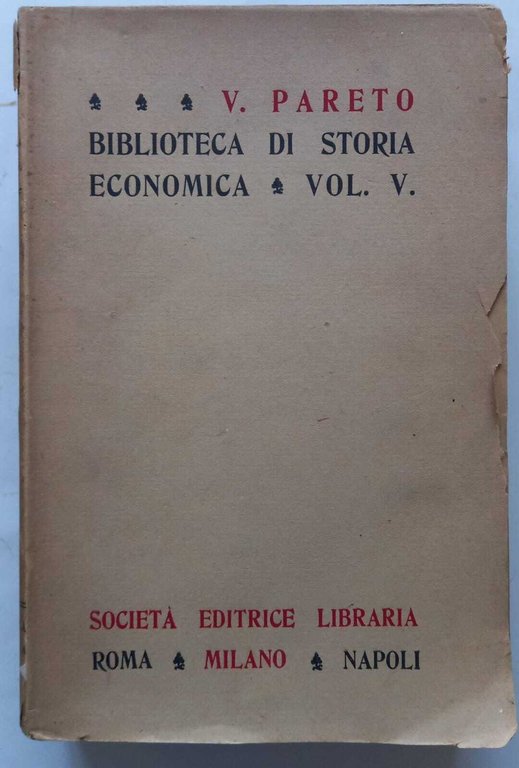 V. PARETO
BIBLIOTECA DI STORIA
ECONOMICA VOL. V.
SOCIETÀ EDITRICE LIBRARIA
ROMA MILANO NAPOLI